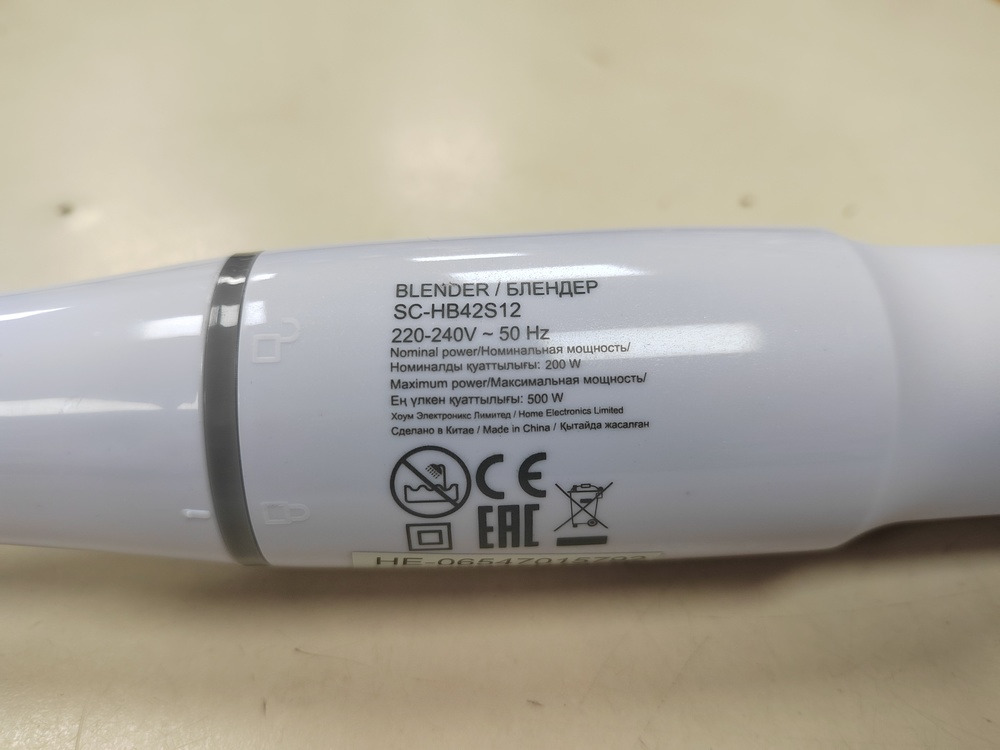 BLENDER / БЛЕНДЕР
SC-HB42S12
220-240V ~ 50 Hz
Nominal power/Номинальная мощность/
Номиналды қуаттылығы: 200 W
Maximum power/Максимальная мощность/
Ең үлкен қуаттылығы: 500 W
Хоум Электроникс Лимитед / Home Electronics Limited
Сделано в Китае / Made in China / Қытайда жасалған
CE
EAC